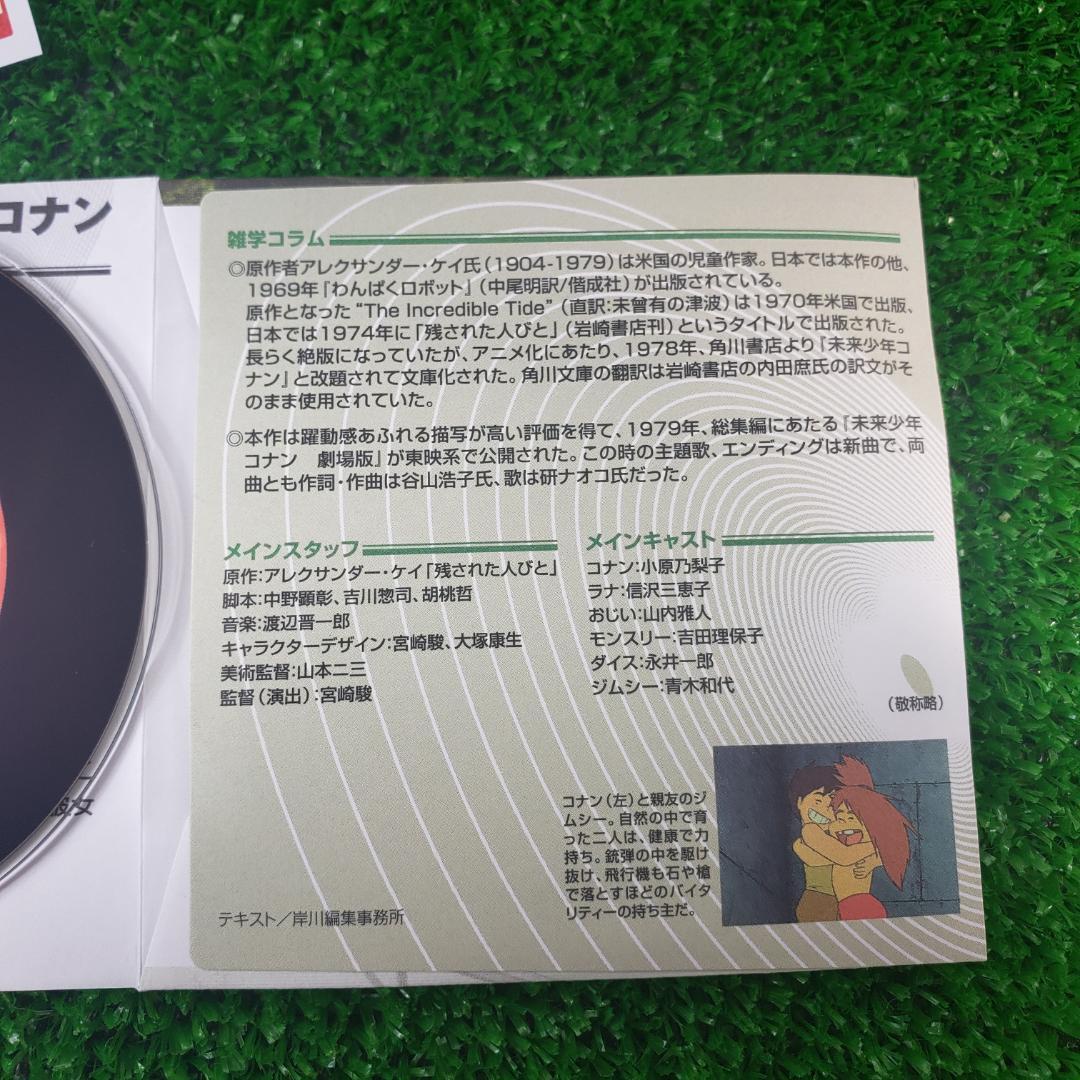 コナン
雑学コラム
◎原作者アレクサンダー・ケイ氏（1904-1979）は米国の児童作家。日本では本作の他、
1969年『わんぱくロボット』（中尾明訳/偕成社）が出版されている。
原作となった “The Incredible Tide”（直訳：未曾有の津波）は1970年米国で出版、
日本では1974年に「残された人びと」（岩崎書店刊）というタイトルで出版された。
長らく絶版になっていたが、アニメ化にあたり、1978年、角川書店より『未来少年コ
ナン』と改題されて文庫化された。角川文庫の翻訳は岩崎書店の内田庶氏の訳文がそ
のまま使用されていた。
◎本作は躍動感あふれる描写が高い評価を得て、1979年、総集編にあたる『未来少年
コナン　劇場版』が東映系で公開された。この時の主題歌、エンディングは新曲で、両
曲とも作詞・作曲は谷山浩子氏、歌は研ナオコ氏だった。
メインスタッフ
原作：アレクサンダー・ケイ「残された人びと」
脚本：中野顕彰、吉川惣司、胡桃哲
音楽：渡辺晋一郎
キャラクターデザイン：宮崎駿、大塚康生
美術監督：山本二三
監督（演出）：宮崎駿
メインキャスト
コナン：小原乃梨子
ラナ：信沢三恵子
おじい：山内雅人
モンスリー：吉田理保子
ダイス：永井一郎
ジムシー：青木和代
（敬称略）
コナン（左）と親友のジ
ムシー。自然の中で育
った二人は、健康で力
持ち。銃弾の中を駆け
抜け、飛行機も石や槍
で落とすほどのバイタ
リティーの持ち主だ。
テキスト／岸川編集事務所